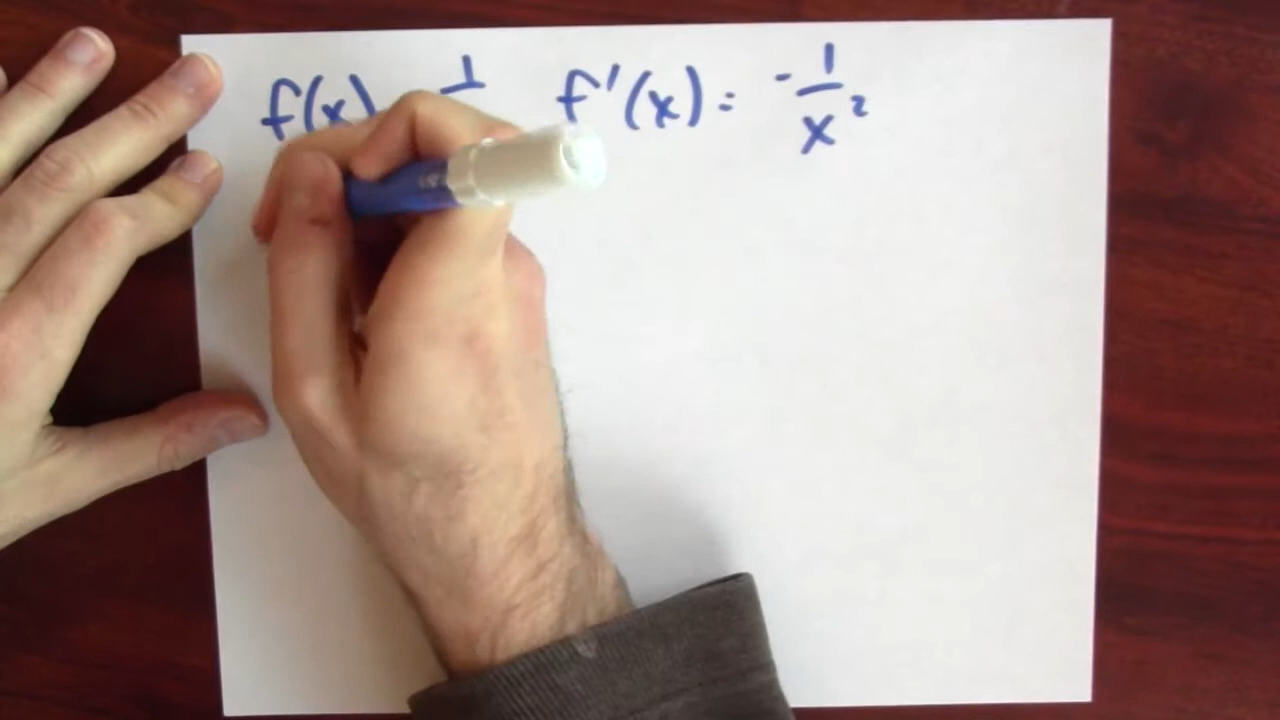 f(x) 1 f'(x) = -1/x²